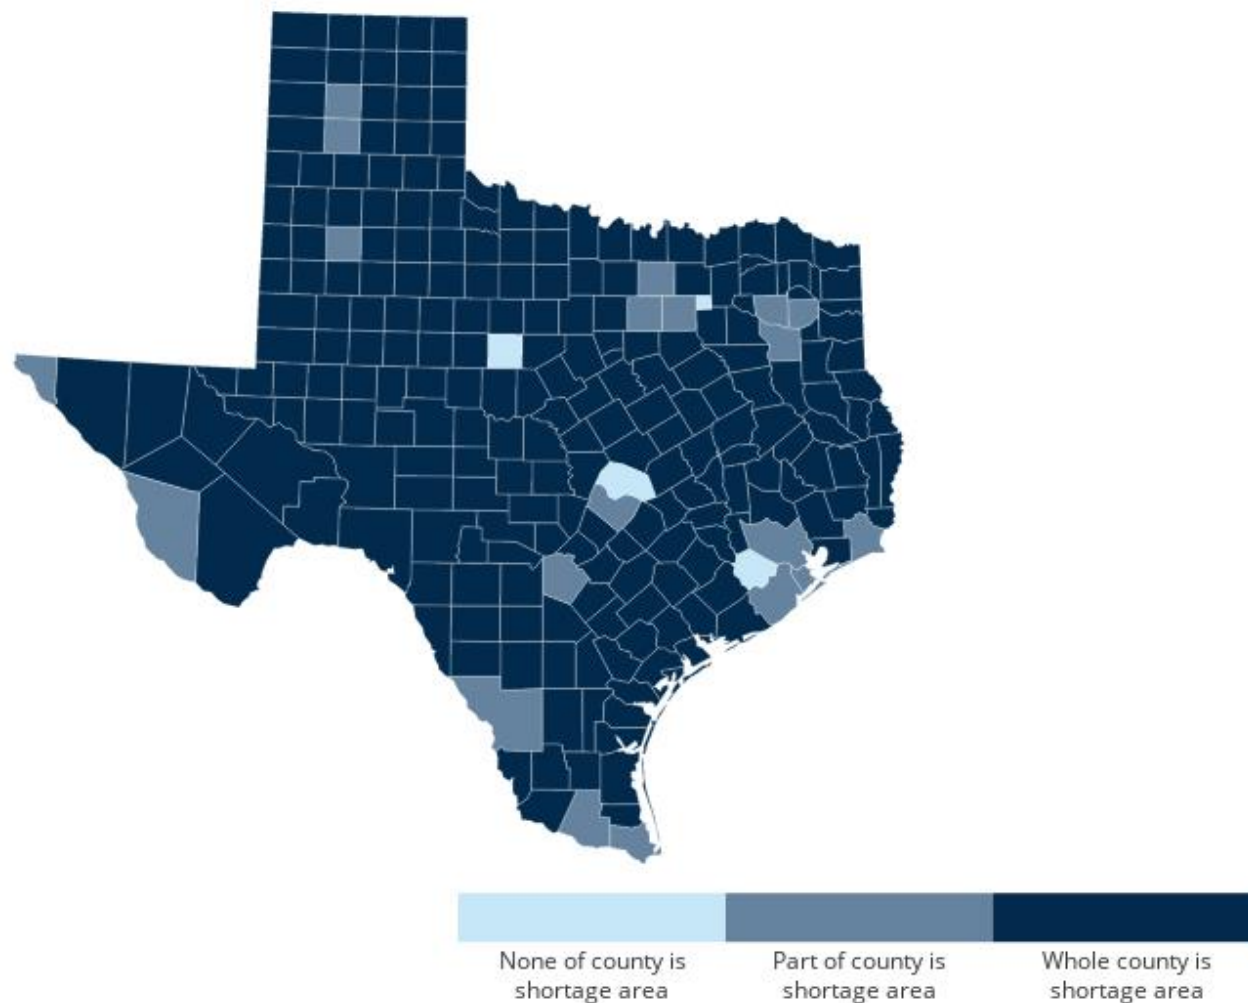 None of county is
shortage area
Part of county is
shortage area
Whole county is
shortage area